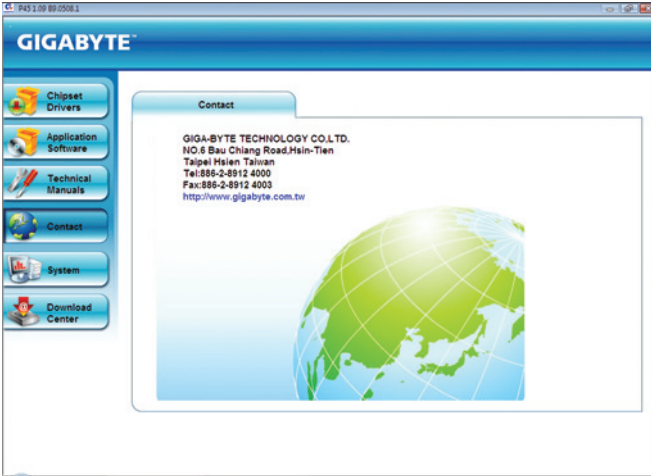 P45 1.09 B9.0508.1
GIGABYTE™
Chipset
Drivers
Application
Software
Technical
Manuals
Contact
System
Download
Center
Contact
GIGA-BYTE TECHNOLOGY CO.LTD.
NO.6 Bau Chiang Road,Hsin-Tien
Taipei Hsien Taiwan
Tel:886-2-8912 4000
Fax:886-2-8912 4003
http://www.gigabyte.com.tw